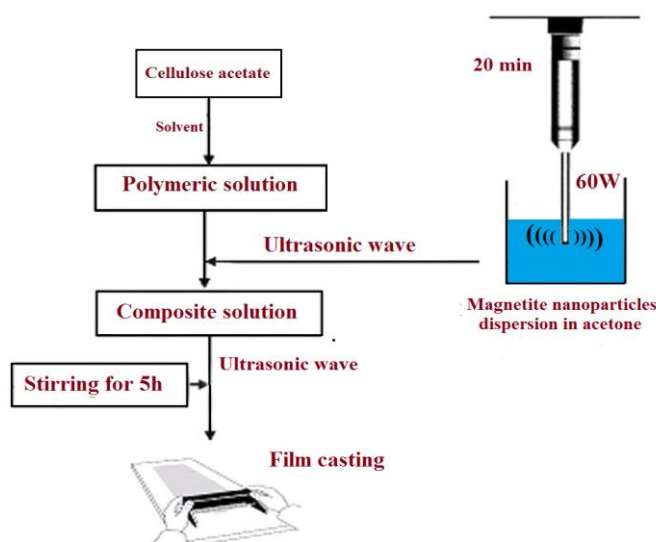 Cellulose acetate
20 min
Solvent
Polymeric solution
60W
Ultrasonic wave
Magnetite nanoparticles
dispersion in acetone
Composite solution
Ultrasonic wave
Stirring for 5h
Film casting